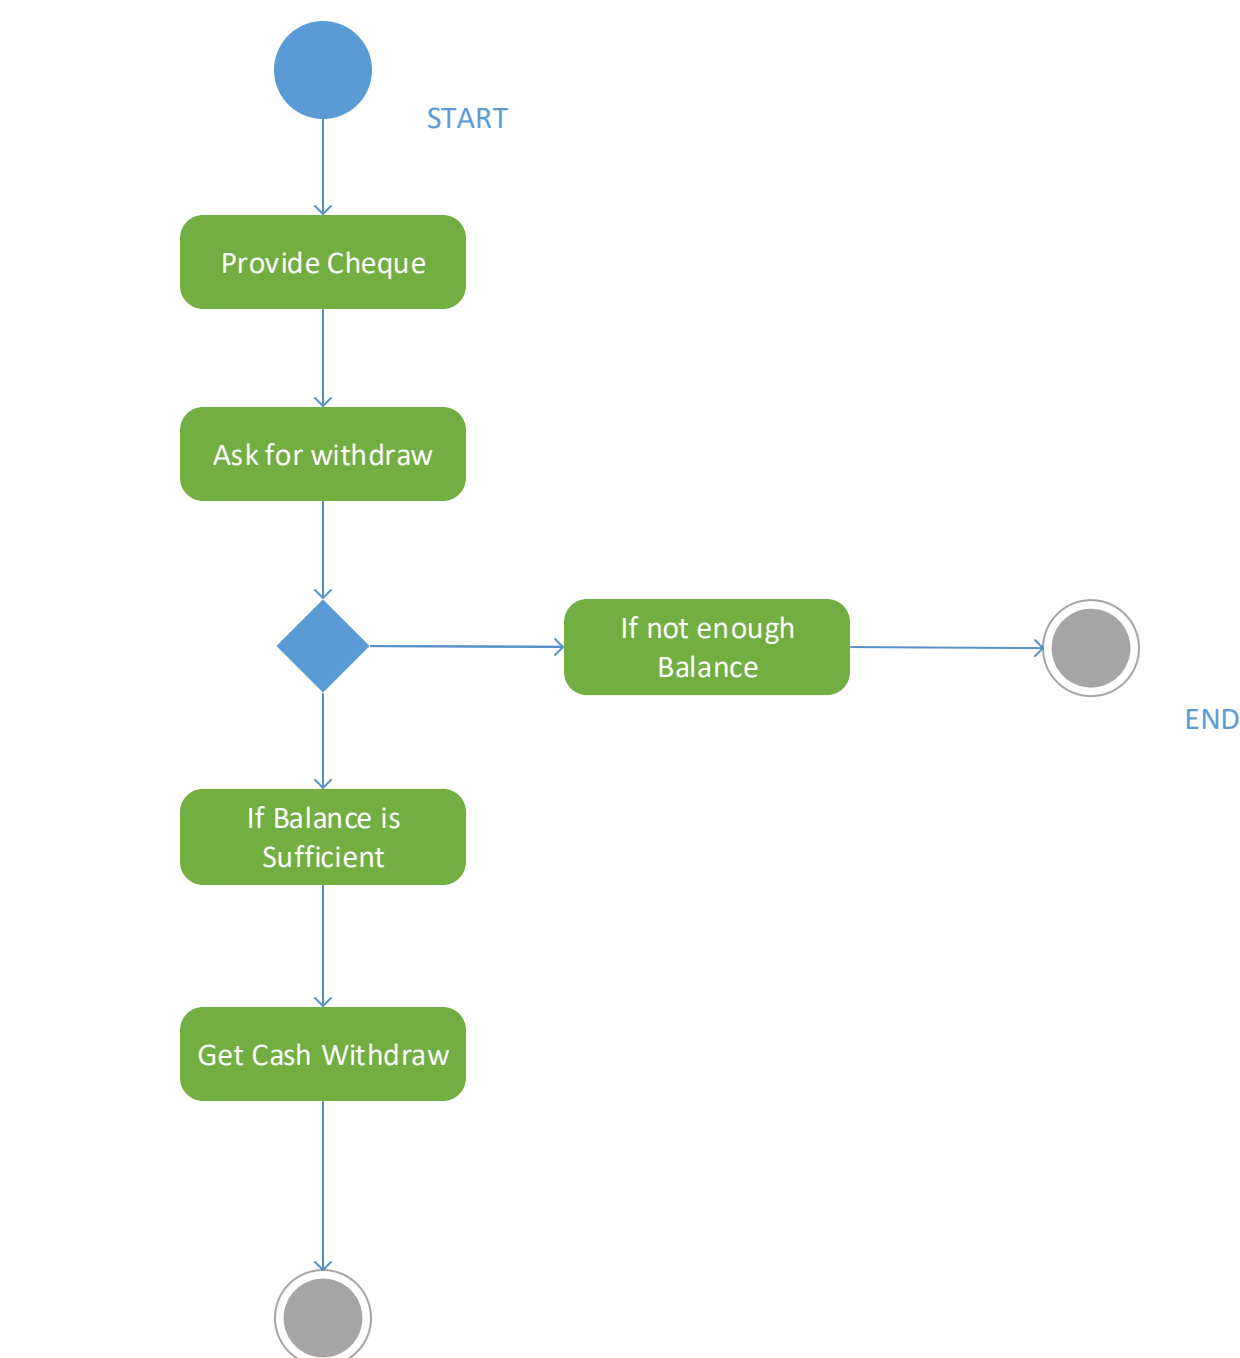 START
Provide Cheque
Ask for withdraw
If not enough
Balance
END
If Balance is
Sufficient
Get Cash Withdraw